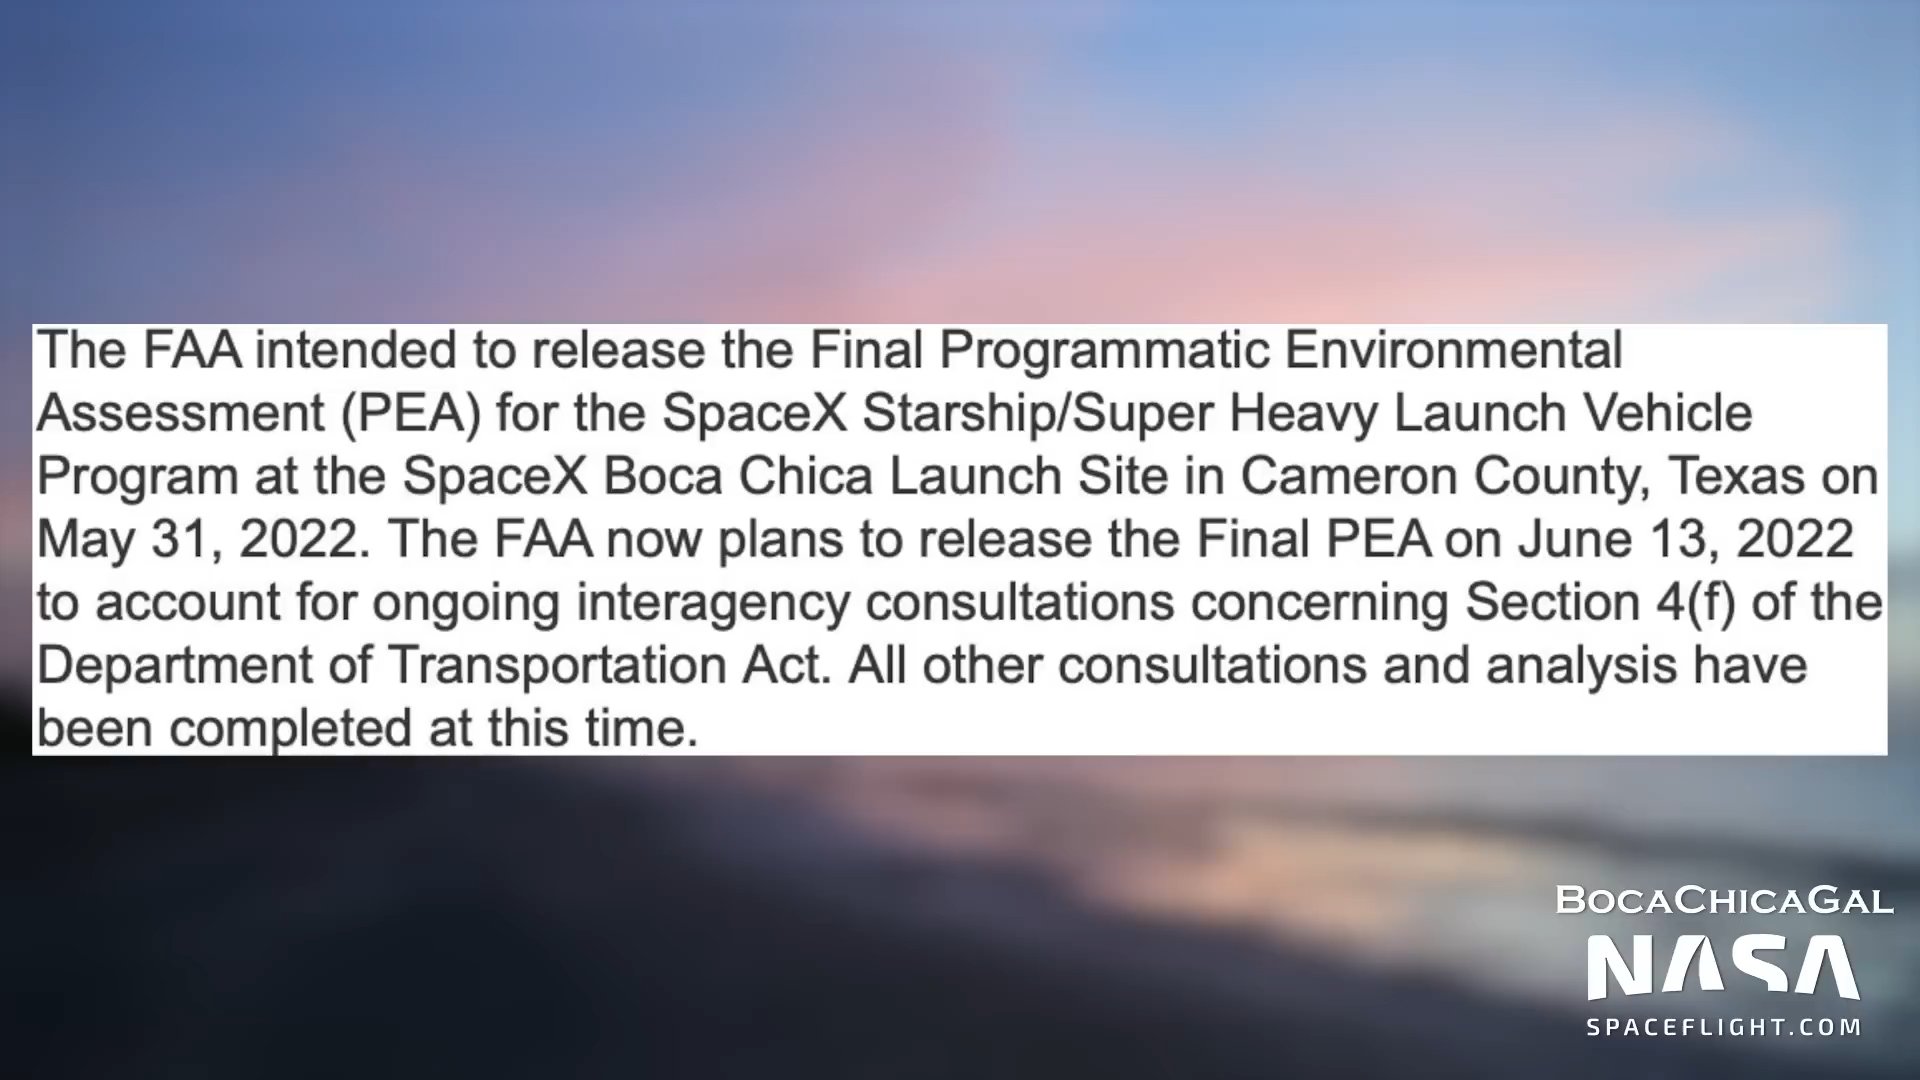 The FAA intended to release the Final Programmatic Environmental
Assessment (PEA) for the SpaceX Starship/Super Heavy Launch Vehicle
Program at the SpaceX Boca Chica Launch Site in Cameron County, Texas on
May 31, 2022. The FAA now plans to release the Final PEA on June 13, 2022
to account for ongoing interagency consultations concerning Section 4(f) of the
Department of Transportation Act. All other consultations and analysis have
been completed at this time.
BOCACHICAGAL
NASA
SPACEFLIGHT.COM